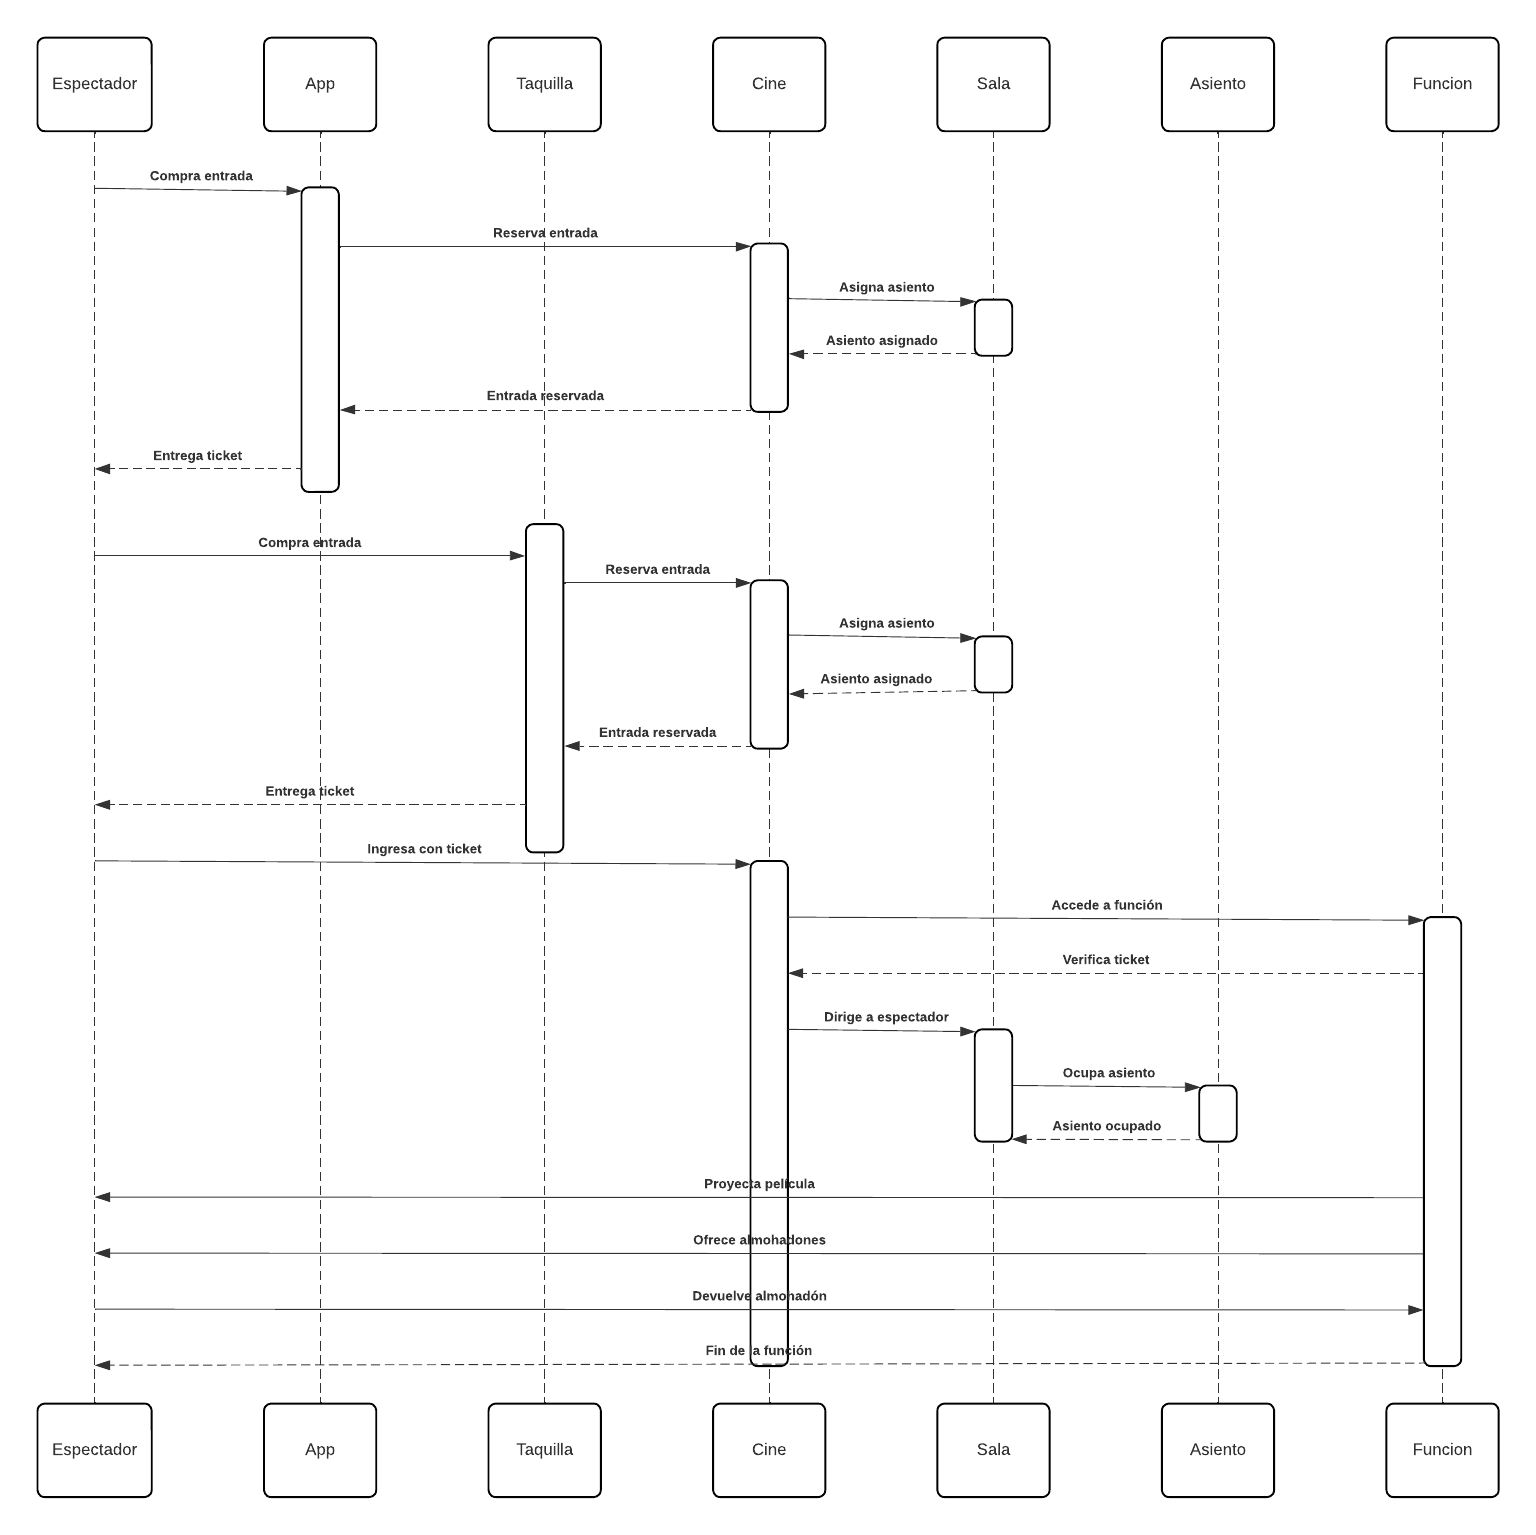 Espectador
App
Taquilla
Cine
Sala
Asiento
Funcion
Compra entrada
Reserva entrada
Asigna asiento
Asiento asignado
Entrada reservada
Entrega ticket
Compra entrada
Reserva entrada
Asigna asiento
Asiento asignado
Entrada reservada
Entrega ticket
Ingresa con ticket
Accede a función
Verifica ticket
Dirige a espectador
Ocupa asiento
Asiento ocupado
Proyecta película
Ofrece almohadones
Devuelve almohadón
Fin de la función
Espectador
App
Taquilla
Cine
Sala
Asiento
Funcion